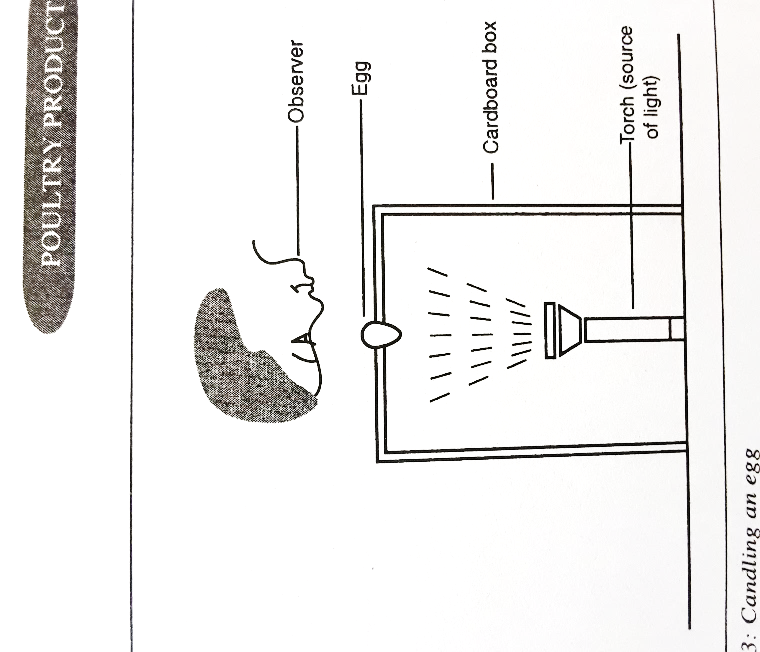 POULTRY PRODUCT
Observer
Egg
Cardboard box
Torch (source
of light)
3: Candling an egg